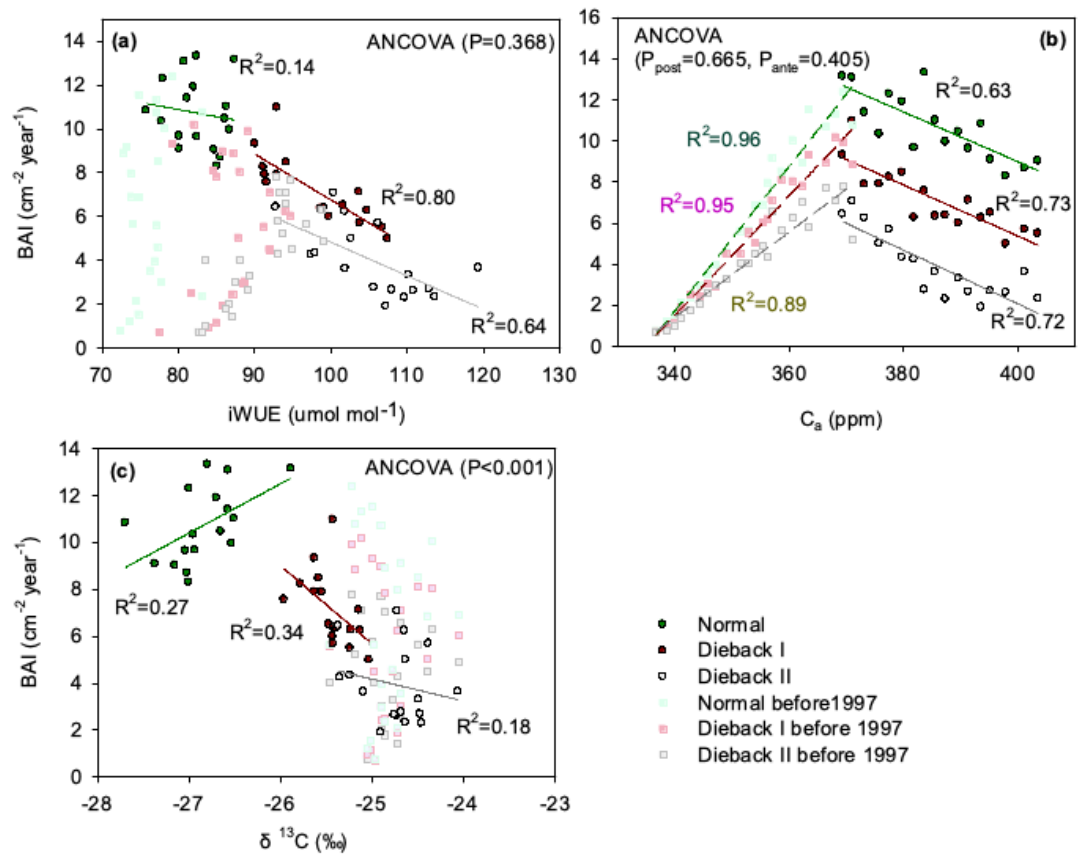 (a)
ANCOVA (P=0.368)
14
12
10
8
6
4
2
0
BAI (cm⁻² year⁻¹)
R²=0.14
R²=0.80
R²=0.64
70 80 90 100 110 120 130
iWUE (umol mol⁻¹)
ANCOVA
(P_post=0.665, P_ante=0.405)
(b)
16
14
12
10
8
6
4
2
0
R²=0.63
R²=0.96
R²=0.95
R²=0.73
R²=0.89
R²=0.72
340 360 380 400
Cₐ (ppm)
(c)
ANCOVA (P<0.001)
14
12
10
8
6
4
2
0
BAI (cm⁻² year⁻¹)
R²=0.27
R²=0.34
R²=0.18
-28 -27 -26 -25 -24 -23
δ ¹³C (‰)
Normal
Dieback I
Dieback II
Normal before1997
Dieback I before 1997
Dieback II before 1997